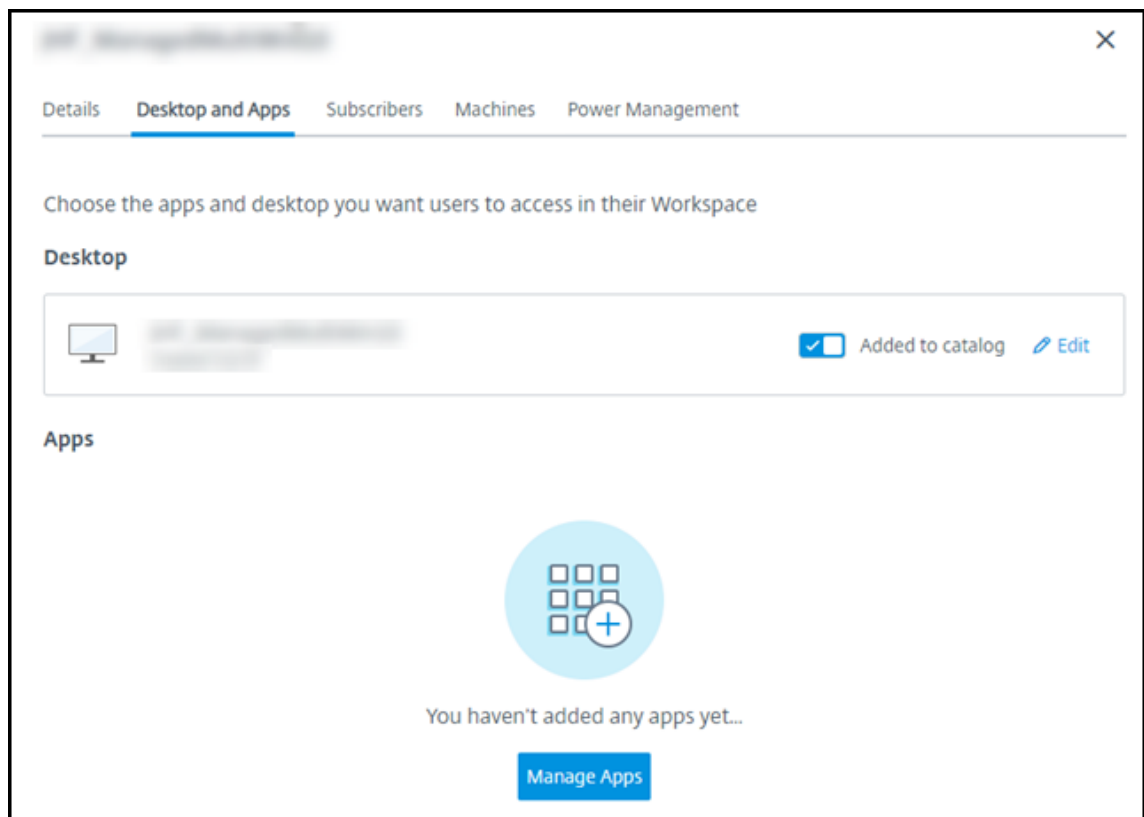 Details Desktop and Apps Subscribers Machines Power Management
Choose the apps and desktop you want users to access in their Workspace
Desktop
Added to catalog Edit
Apps
You haven't added any apps yet...
Manage Apps